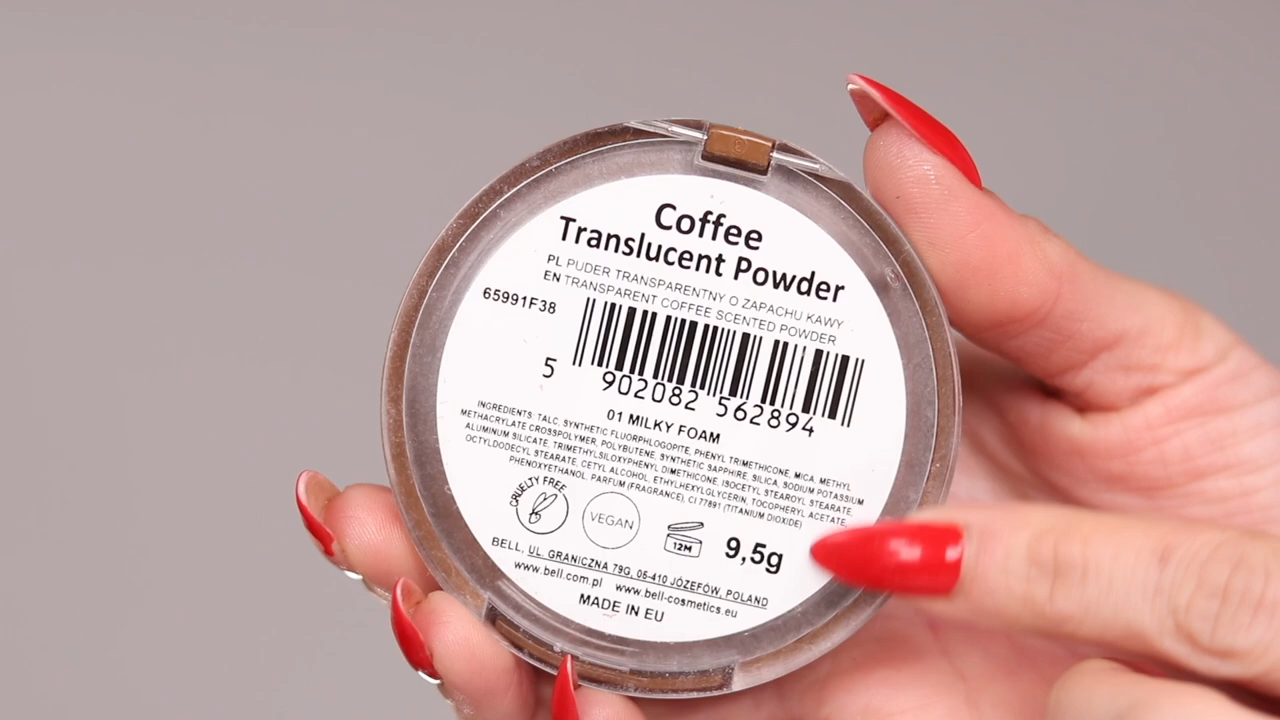 Coffee
Translucent Powder
PL PUDER TRANSPARENTNY O ZAPACHU KAWY
EN TRANSPARENT COFFEE SCENTED POWDER
65991F38
5 902082 562894
01 MILKY FOAM
INGREDIENTS: TALC, SYNTHETIC FLUORPHLOGOPITE, PHENYL TRIMETHICONE, MICA, METHYL
METHACRYLATE CROSSPOLYMER, POLYBUTENE, SYNTHETIC SAPPHIRE, SILICA, SODIUM POTASSIUM
ALUMINUM SILICATE, TRIMETHYLSILOXYPHENYL DIMETHICONE, ISOCETYL STEAROYL STEARATE,
OCTYLDODECYL STEARATE, CETYL ALCOHOL, ETHYLHEXYLGLYCERIN, TOCOPHERYL ACETATE,
PHENOXYETHANOL, PARFUM (FRAGRANCE), CI 77891 (TITANIUM DIOXIDE)
CRUELTY FREE
VEGAN
12M
9,5g
BELL, UL. GRANICZNA 79G, 05-410 JÓZEFÓW, POLAND
www.bell.com.pl www.bell-cosmetics.eu
MADE IN EU